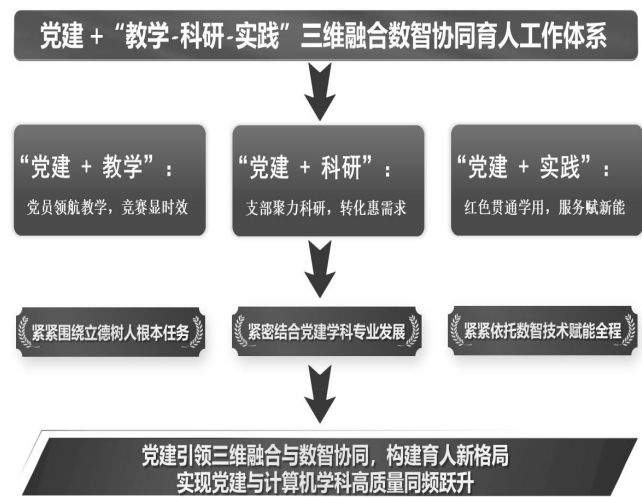 党建 + “教学-科研-实践”三维融合数智协同育人工作体系
“党建 + 教学”：
党员领航教学，竞赛显时效
“党建 + 科研”：
支部聚力科研，转化惠需求
“党建 + 实践”：
红色贯通学用，服务赋新能
紧紧围绕立德树人根本任务
紧密结合党建学科专业发展
紧紧依托数智技术赋能全程
党建引领三维融合与数智协同，构建育人新格局
实现党建与计算机学科高质量同频跃升